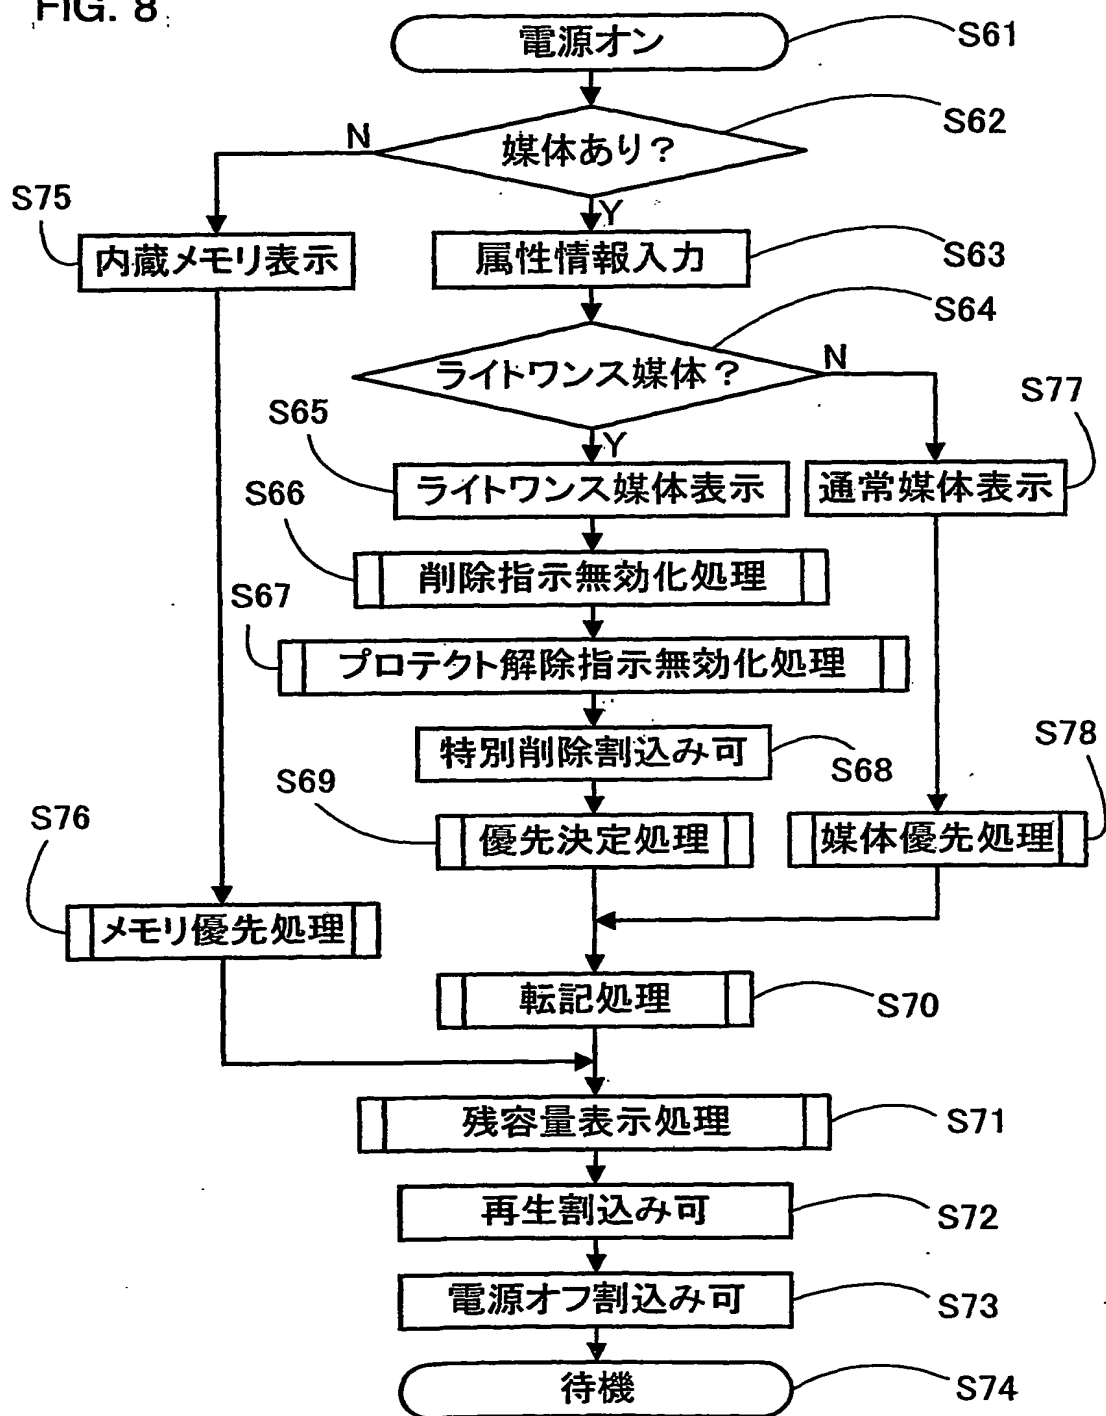 FIG. 8
電源オン
S61
S62
媒体あり?
N
Y
S75
内蔵メモリ表示
属性情報入力
S63
S64
ライトワンス媒体?
N
Y
S77
S65
ライトワンス媒体表示
通常媒体表示
S66
削除指示無効化処理
S67
プロテクト解除指示無効化処理
特別削除割込み可
S68
S78
S69
優先決定処理
媒体優先処理
S76
メモリ優先処理
転記処理
S70
残容量表示処理
S71
再生割込み可
S72
電源オフ割込み可
S73
待機
S74